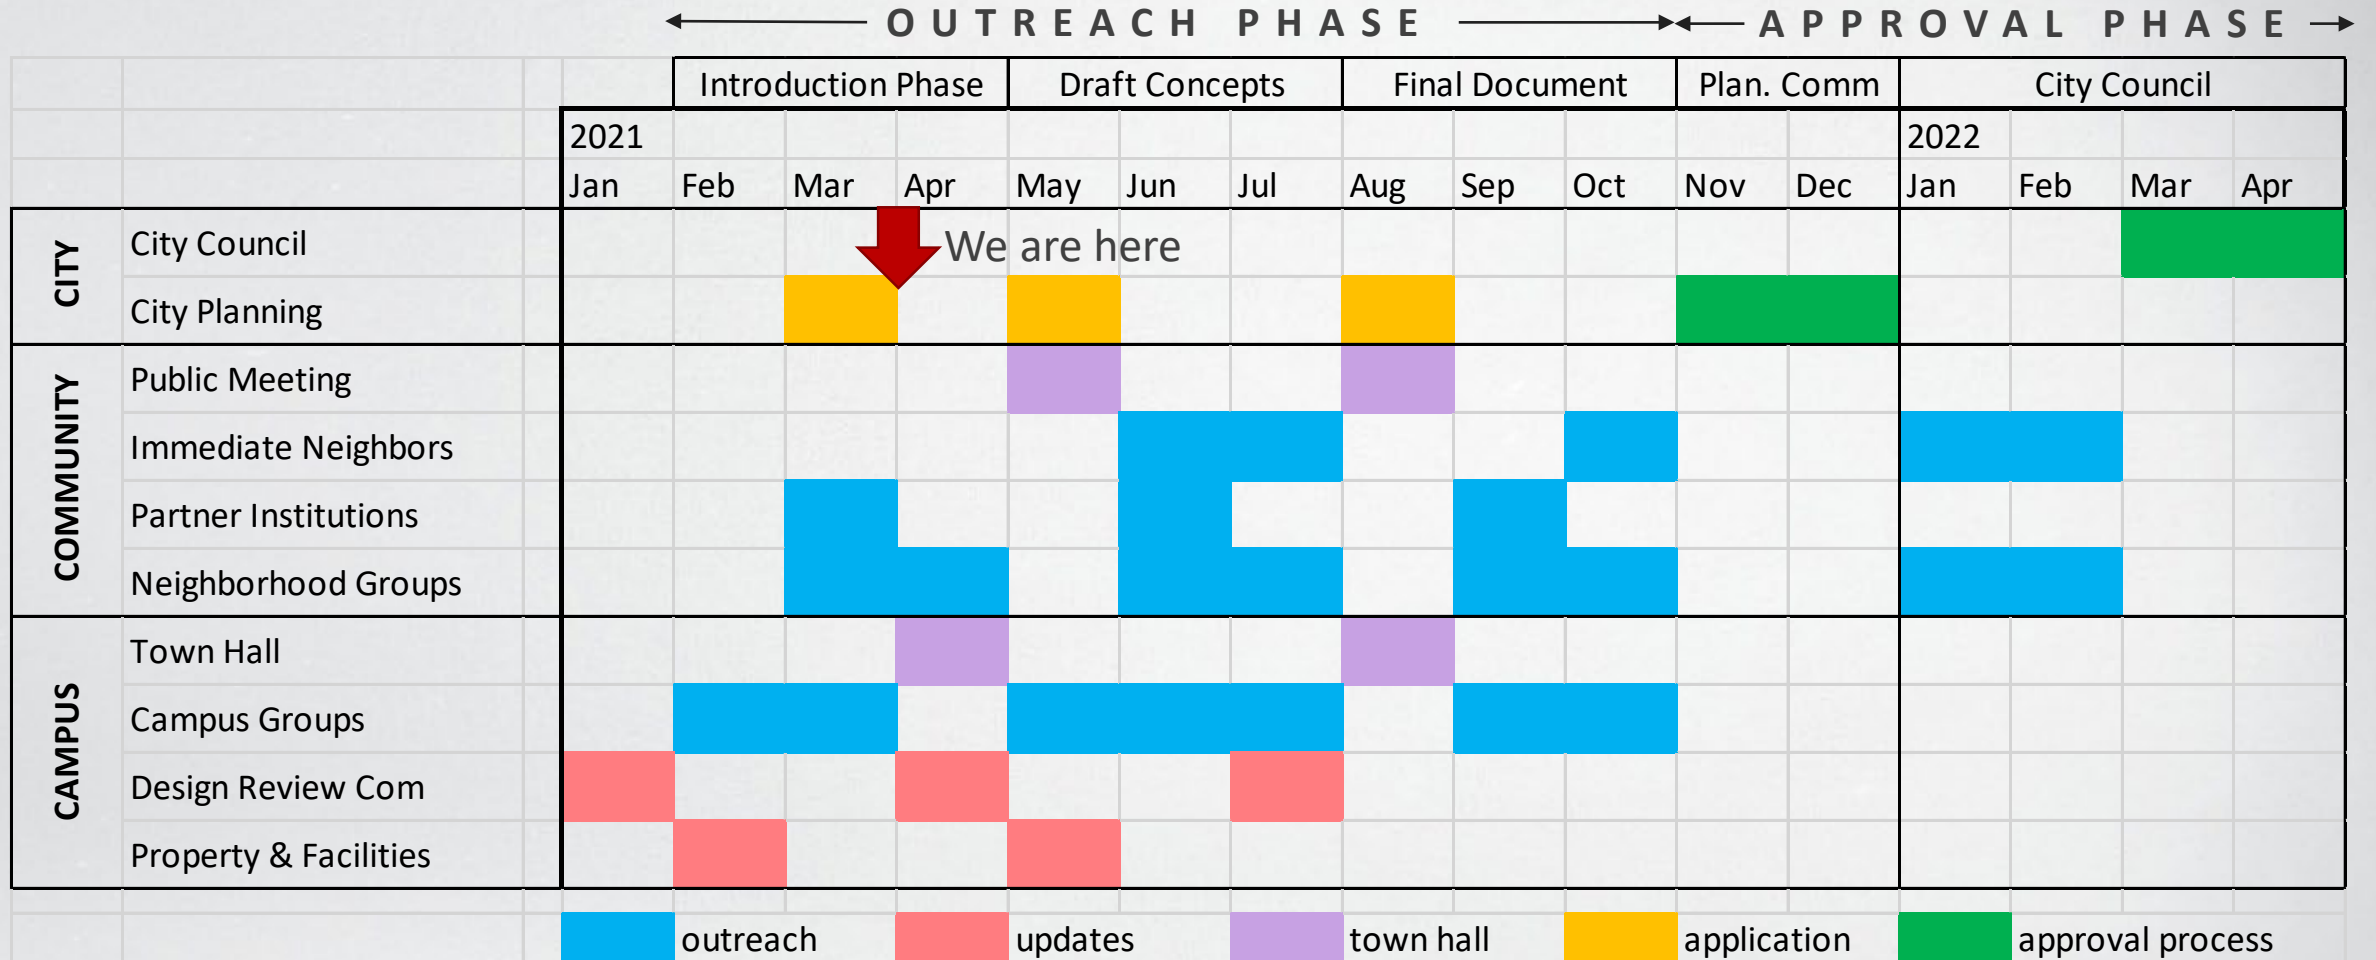 OUTREACH PHASE APPROVAL PHASE
Introduction Phase Draft Concepts Final Document Plan. Comm City Council
2021 2022
Jan Feb Mar Apr May Jun Jul Aug Sep Oct Nov Dec Jan Feb Mar Apr
CITY
City Council
We are here
City Planning
COMMUNITY
Public Meeting
Immediate Neighbors
Partner Institutions
Neighborhood Groups
CAMPUS
Town Hall
Campus Groups
Design Review Com
Property & Facilities
outreach updates town hall application approval process